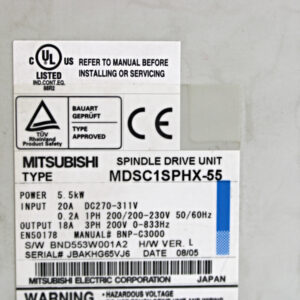 C UL US
LISTED
IND.CONT.EQ
REFER TO MANUAL BEFORE
INSTALLING OR SERVICING
TÜV
Rheinland
Product Safety
BAUART
GEPRÜFT
TYPE
APPROVED
MITSUBISHI SPINDLE DRIVE UNIT
TYPE MDSC1SPHX-55
POWER 5.5kW
INPUT 20A DC270-311V
0.2A 1PH 200/200-230V 50/60Hz
OUTPUT 18A 3PH 200V 0-833Hz
EN50178 MANUAL# BNP-C3000
S/W BND553W001A2 H/W VER. L
SERIAL# JBAKHG65VJ6 DATE 08/05
MITSUBISHI ELECTRIC CORPORATION JAPAN
WARNING • HAZARDOUS VOLTAGE